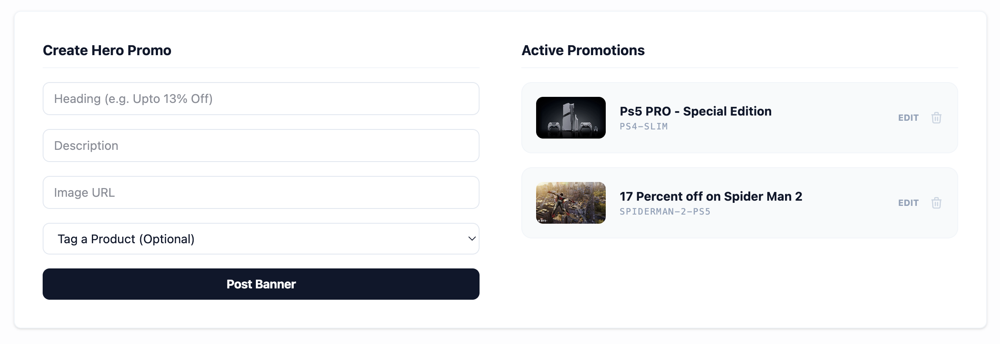 Create Hero Promo
Heading (e.g. Upto 13% Off)
Description
Image URL
Tag a Product (Optional)
Post Banner
Active Promotions
Ps5 PRO - Special Edition
PS4-SLIM
EDIT
17 Percent off on Spider Man 2
SPIDERMAN-2-PS5
EDIT